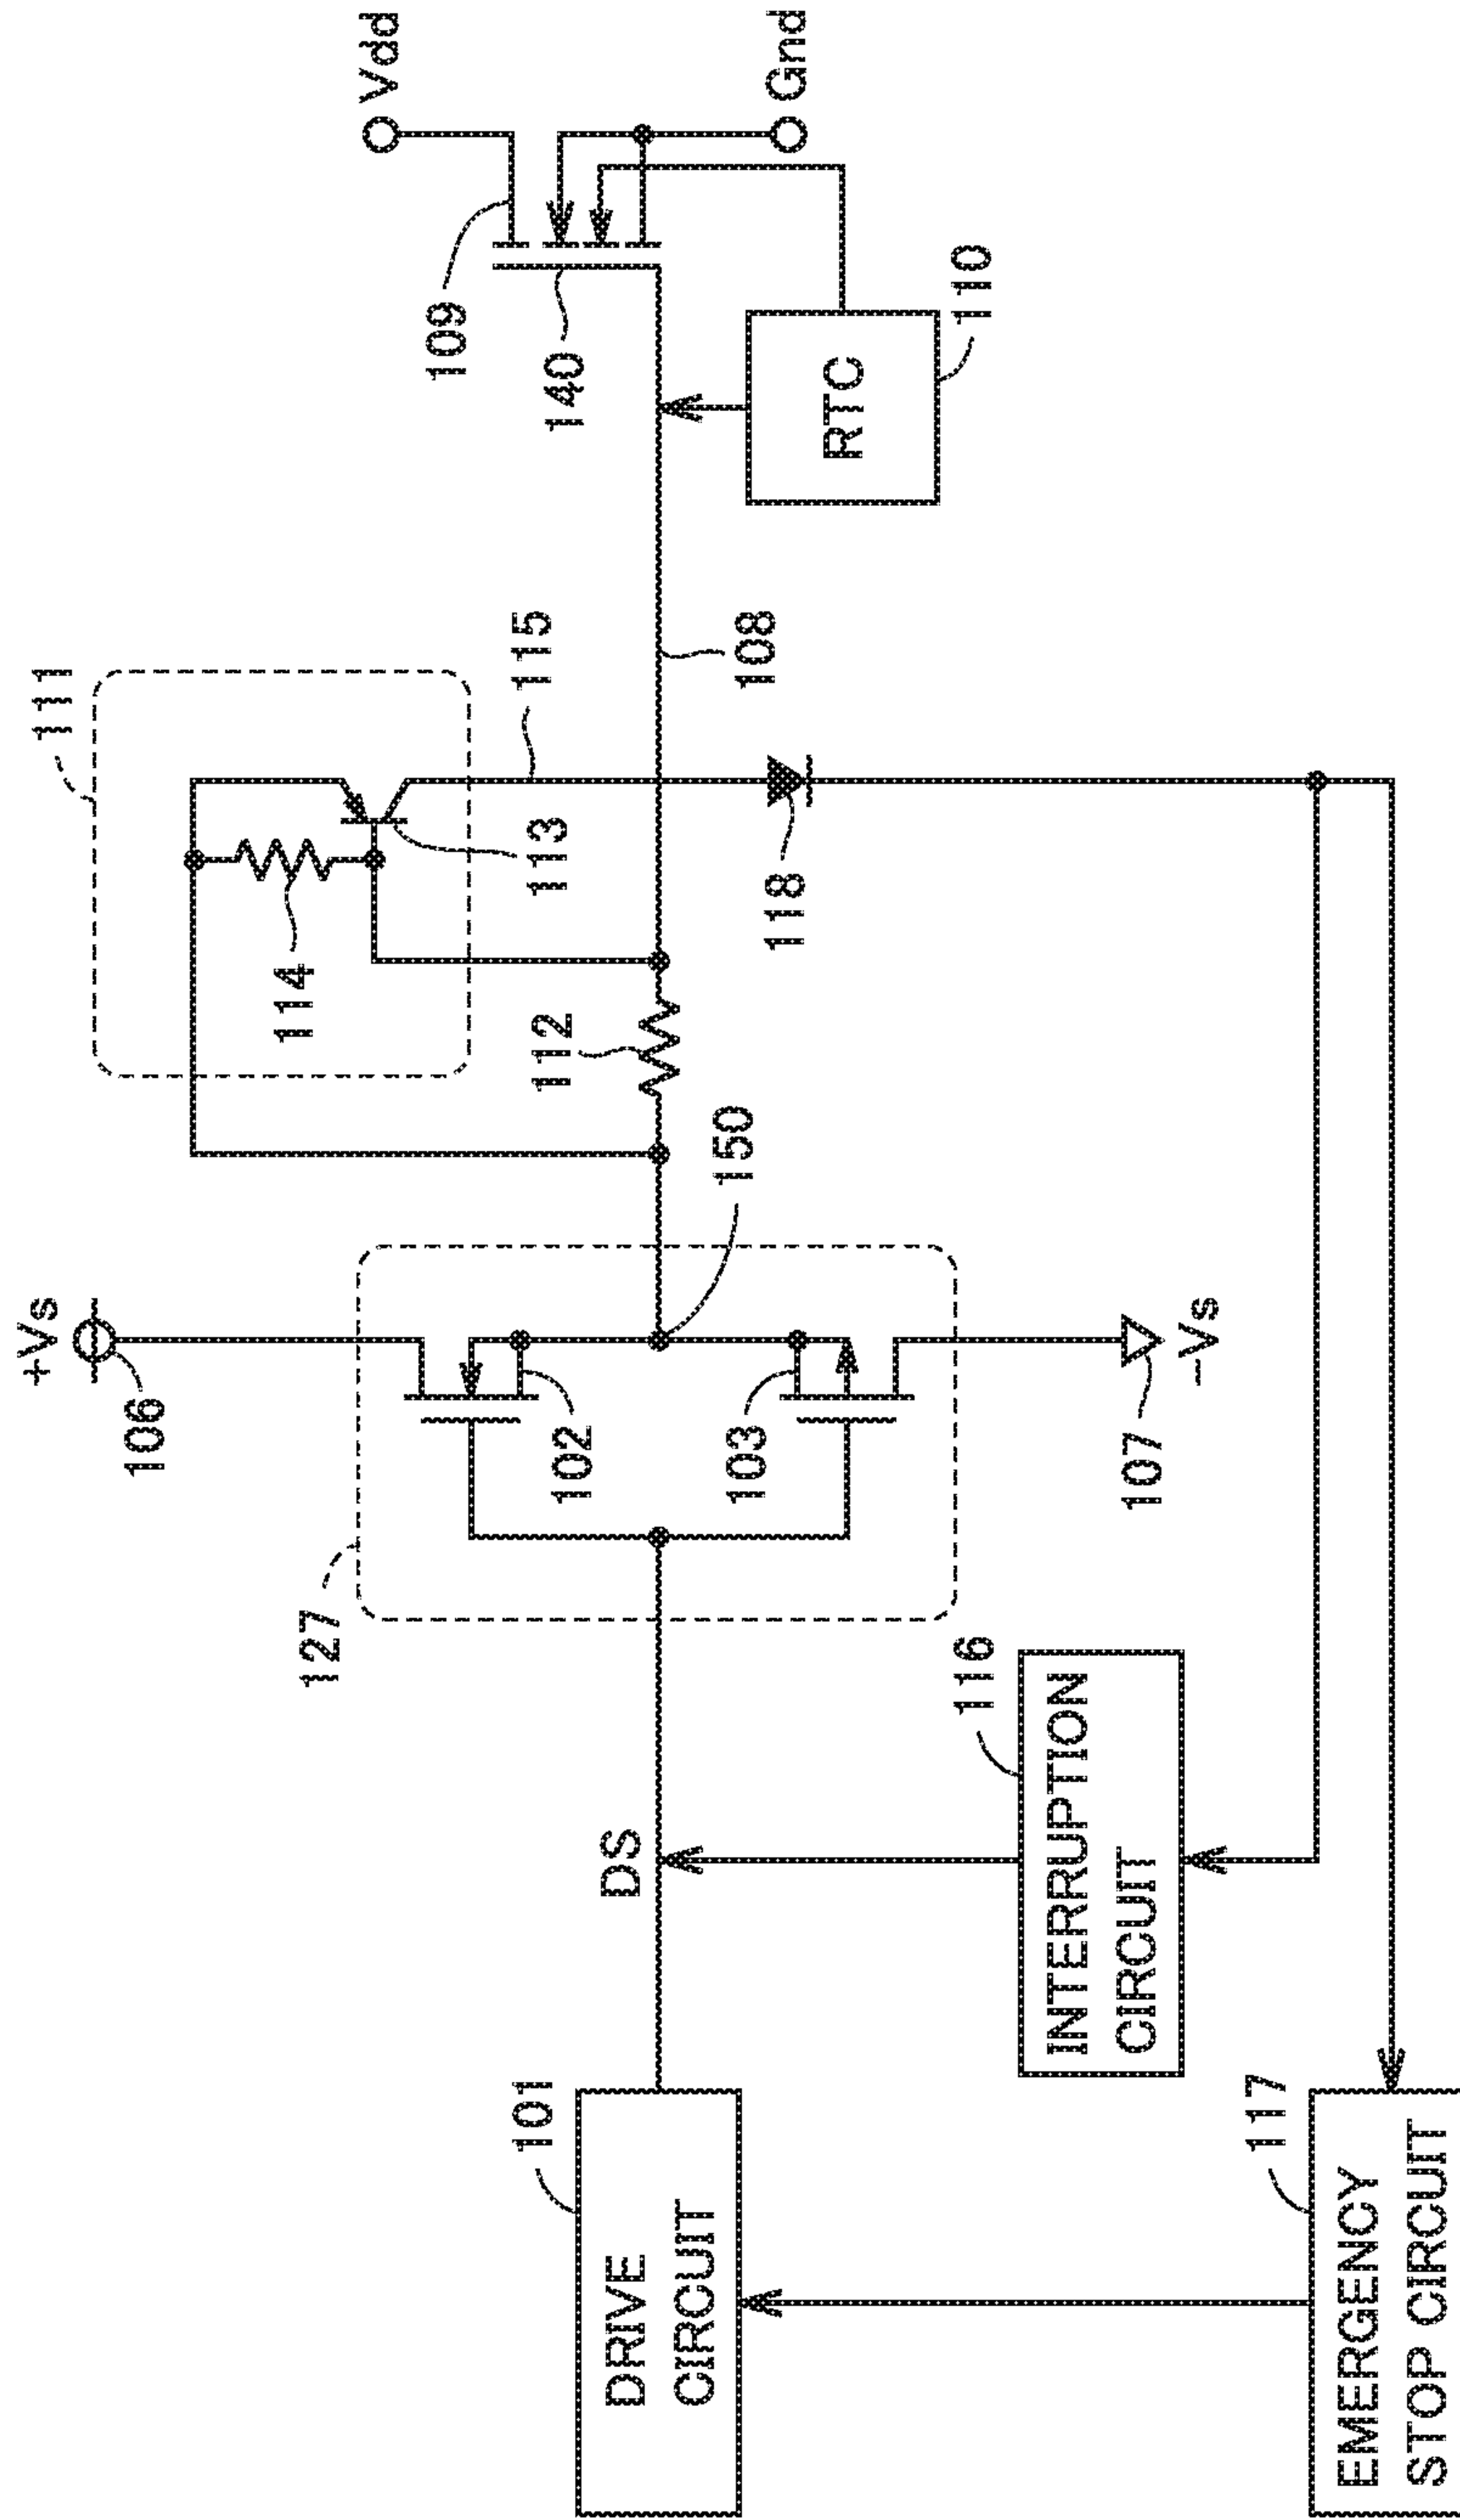 +Vs
106
111
Vdd
109
140
Gnd
127
102
103
114
113
115
112
108
150
118
RTC
110
107
-Vs
101
DRIVE
CIRCUIT
DS
116
INTERRUPTION
CIRCUIT
117
EMERGENCY
STOP CIRCUIT